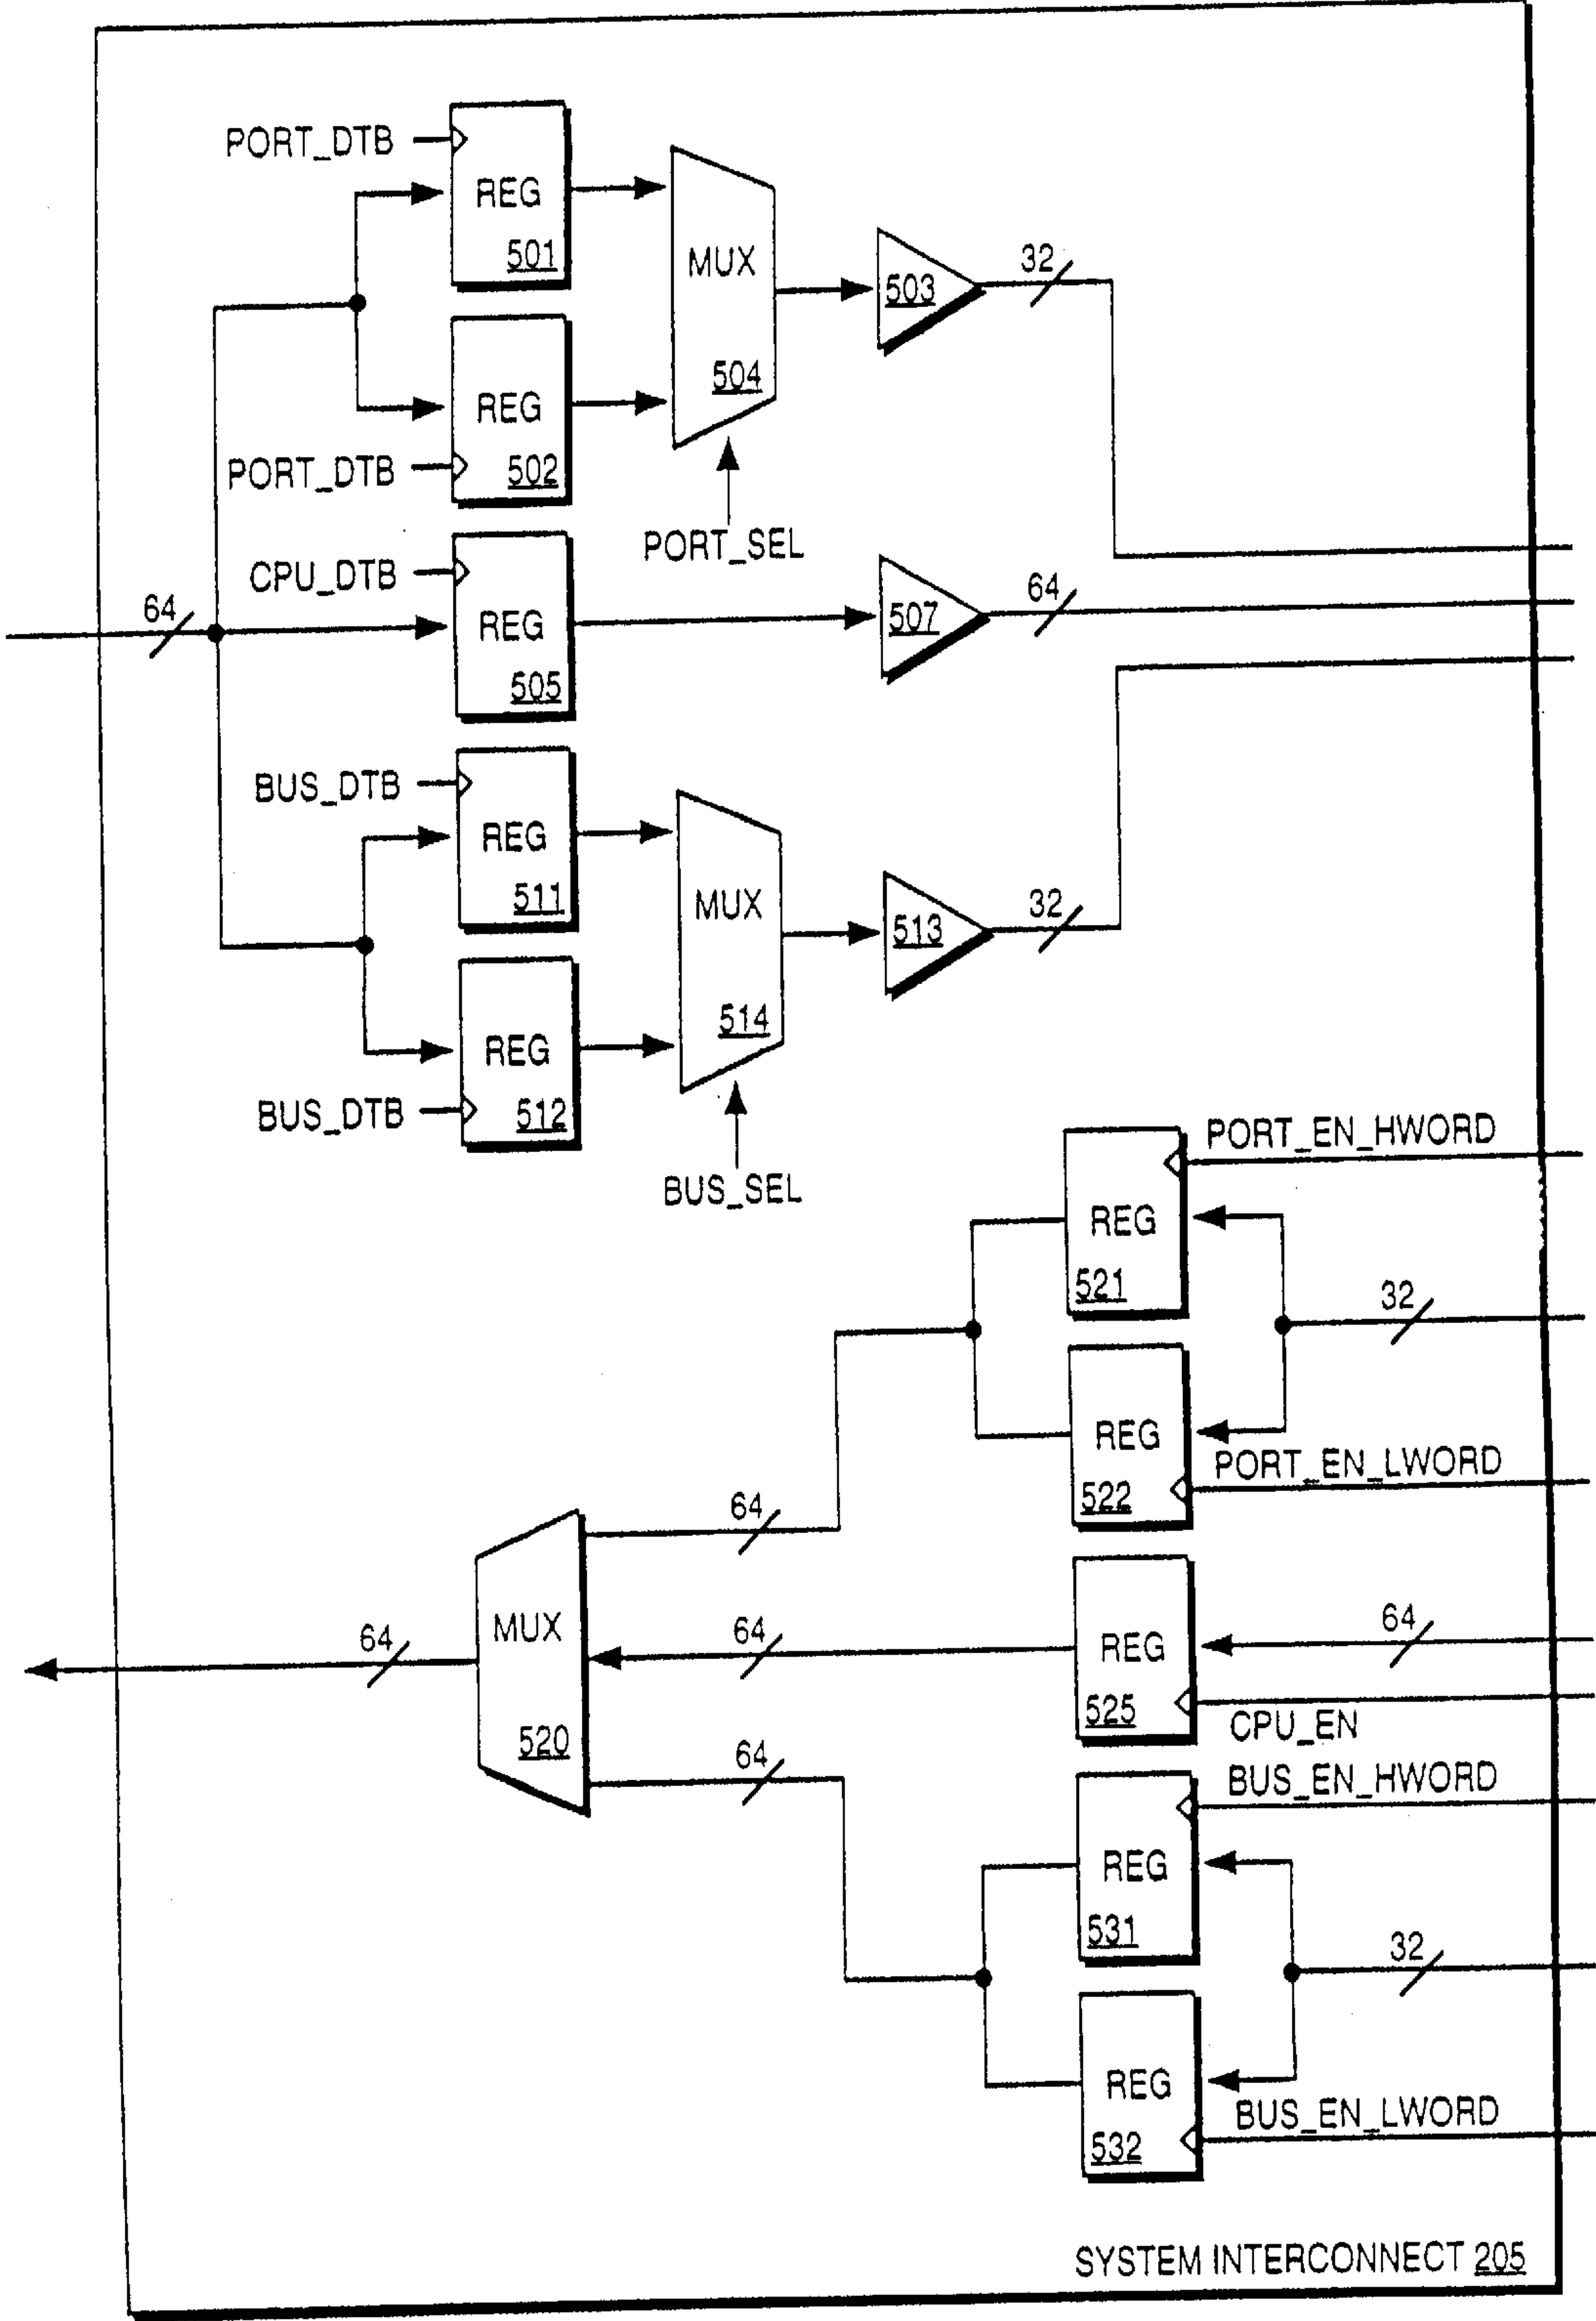 PORT_DTB
REG
501
MUX
504
503
32
REG
502
PORT_DTB
PORT_SEL
CPU_DTB
64
REG
505
507
64
BUS_DTB
REG
511
MUX
514
513
32
REG
512
BUS_DTB
BUS_SEL
PORT_EN_HWORD
REG
521
32
REG
522
PORT_EN_LWORD
64
MUX
520
64
64
REG
525
64
CPU_EN
64
BUS_EN_HWORD
REG
531
32
REG
532
BUS_EN_LWORD
SYSTEM INTERCONNECT 205